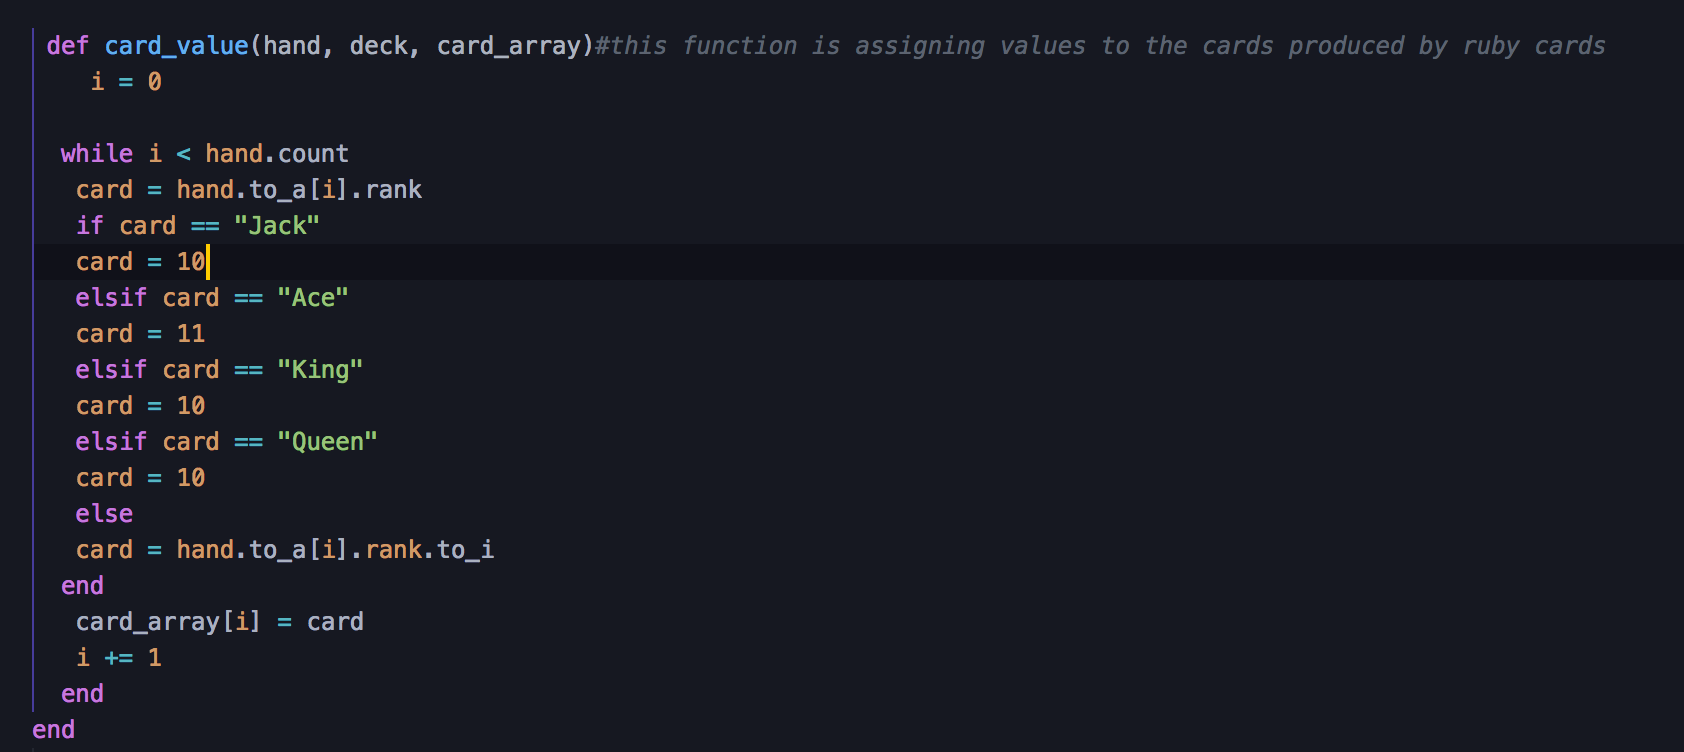 def card_value(hand, deck, card_array)#this function is assigning values to the cards produced by ruby cards
i = 0
while i < hand.count
card = hand.to_a[i].rank
if card == "Jack"
card = 10
elsif card == "Ace"
card = 11
elsif card == "King"
card = 10
elsif card == "Queen"
card = 10
else
card = hand.to_a[i].rank.to_i
end
card_array[i] = card
i += 1
end
end